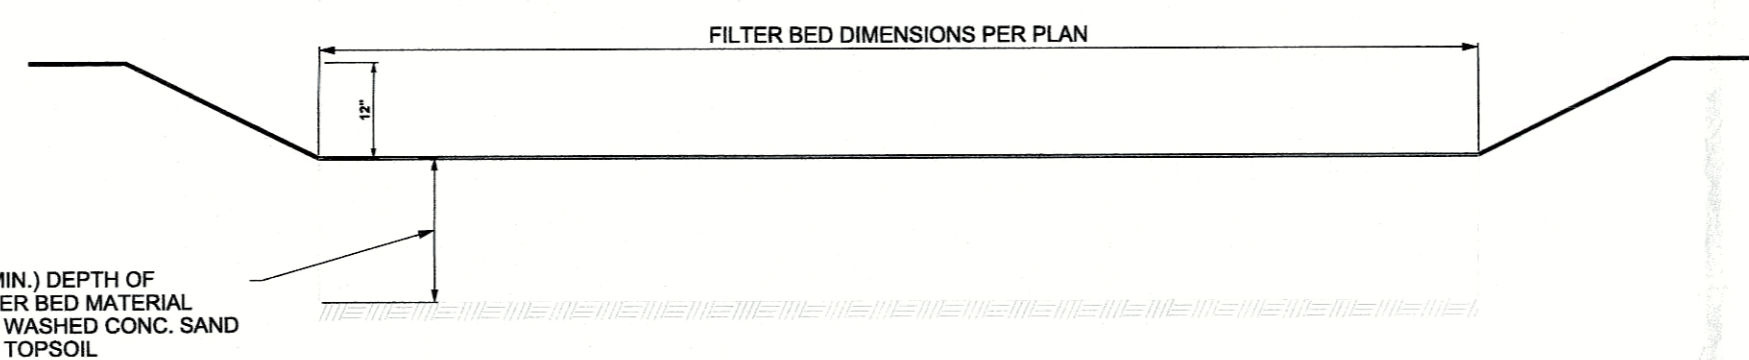 FILTER BED DIMENSIONS PER PLAN
12"
MIN.) DEPTH OF
ER BED MATERIAL
WASHED CONC. SAND
TOPSOIL